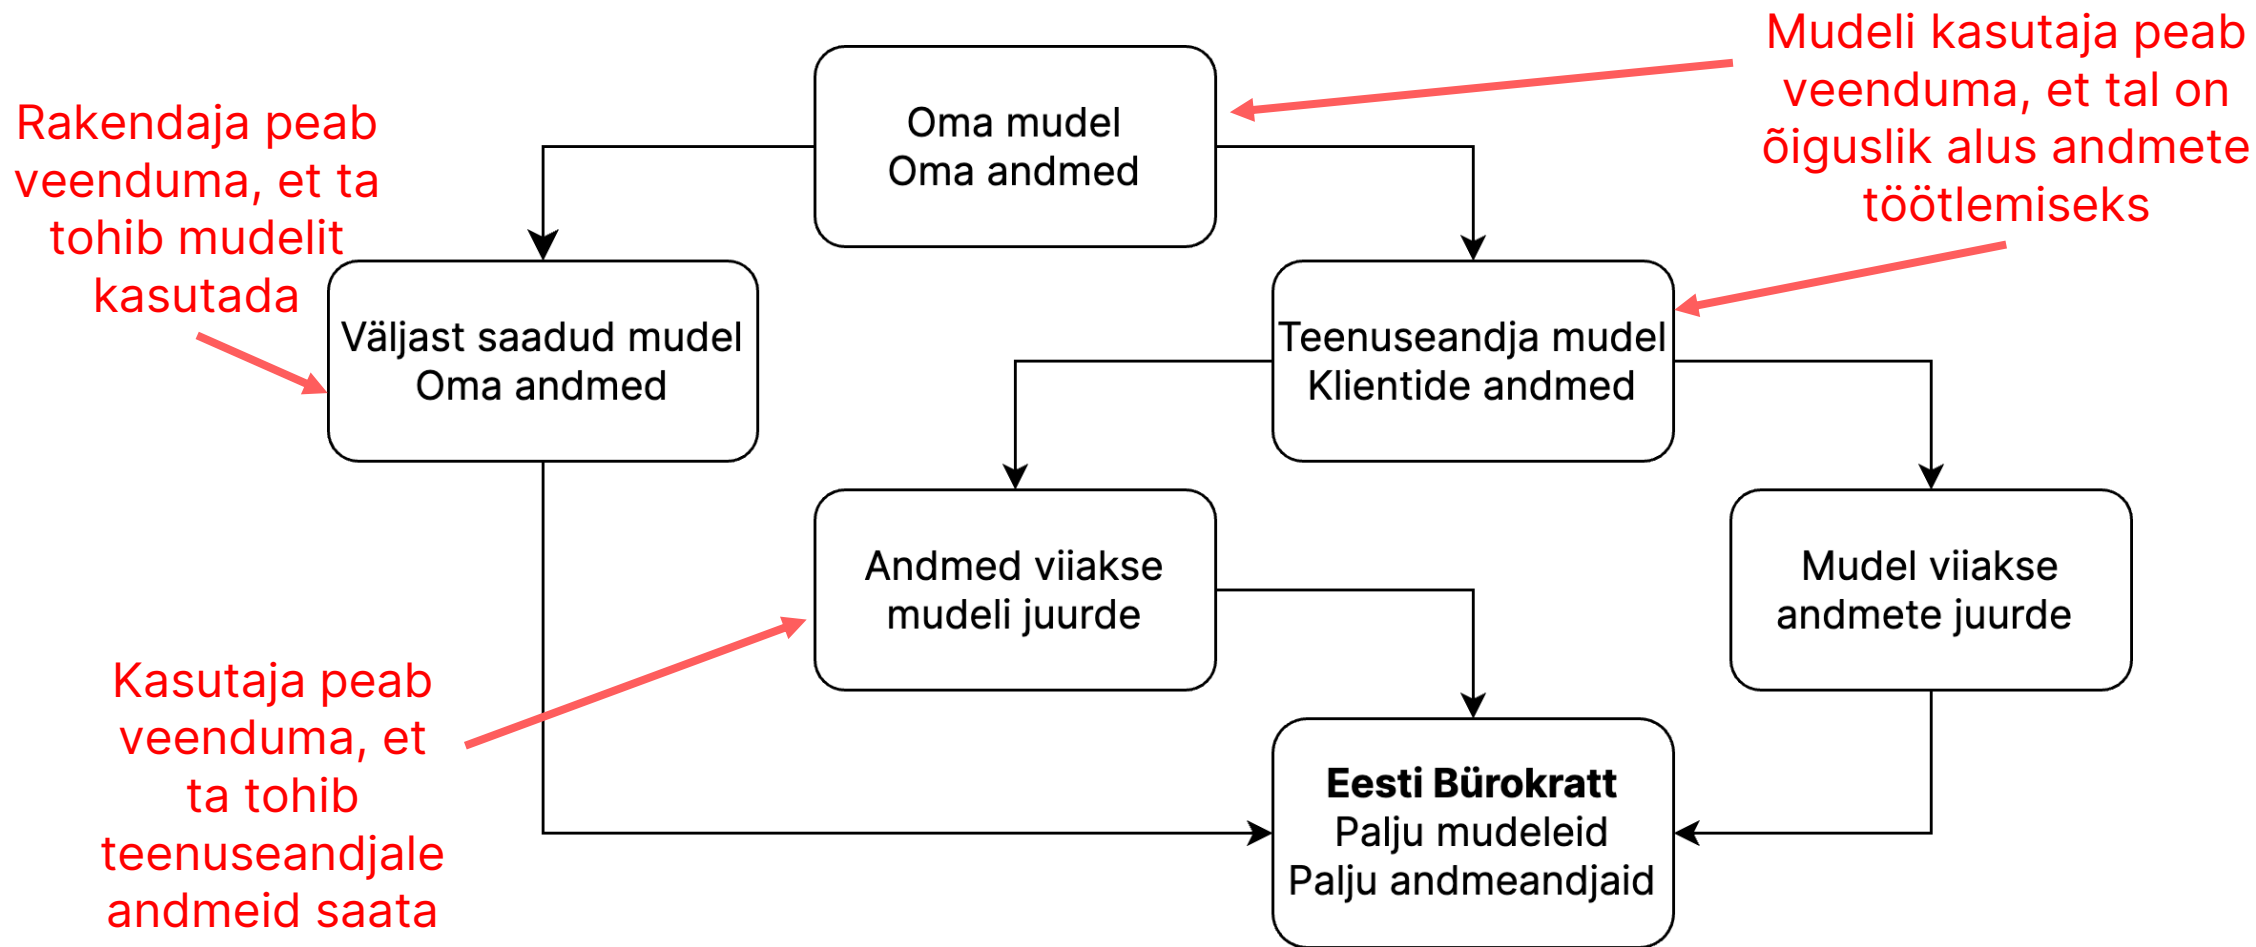 Mudeli kasutaja peab
veenduma, et tal on
õiguslik alus andmete
töötlemiseks
Oma mudel
Oma andmed
Rakendaja peab
veenduma, et ta
tohib mudelit
kasutada
Väljast saadud mudel
Oma andmed
Teenuseandja mudel
Klientide andmed
Andmed viiakse
mudeli juurde
Mudel viiakse
andmete juurde
Kasutaja peab
veenduma, et
ta tohib
teenuseandjale
andmeid saata
Eesti Bürokratt
Palju mudeleid
Palju andmeandjaid